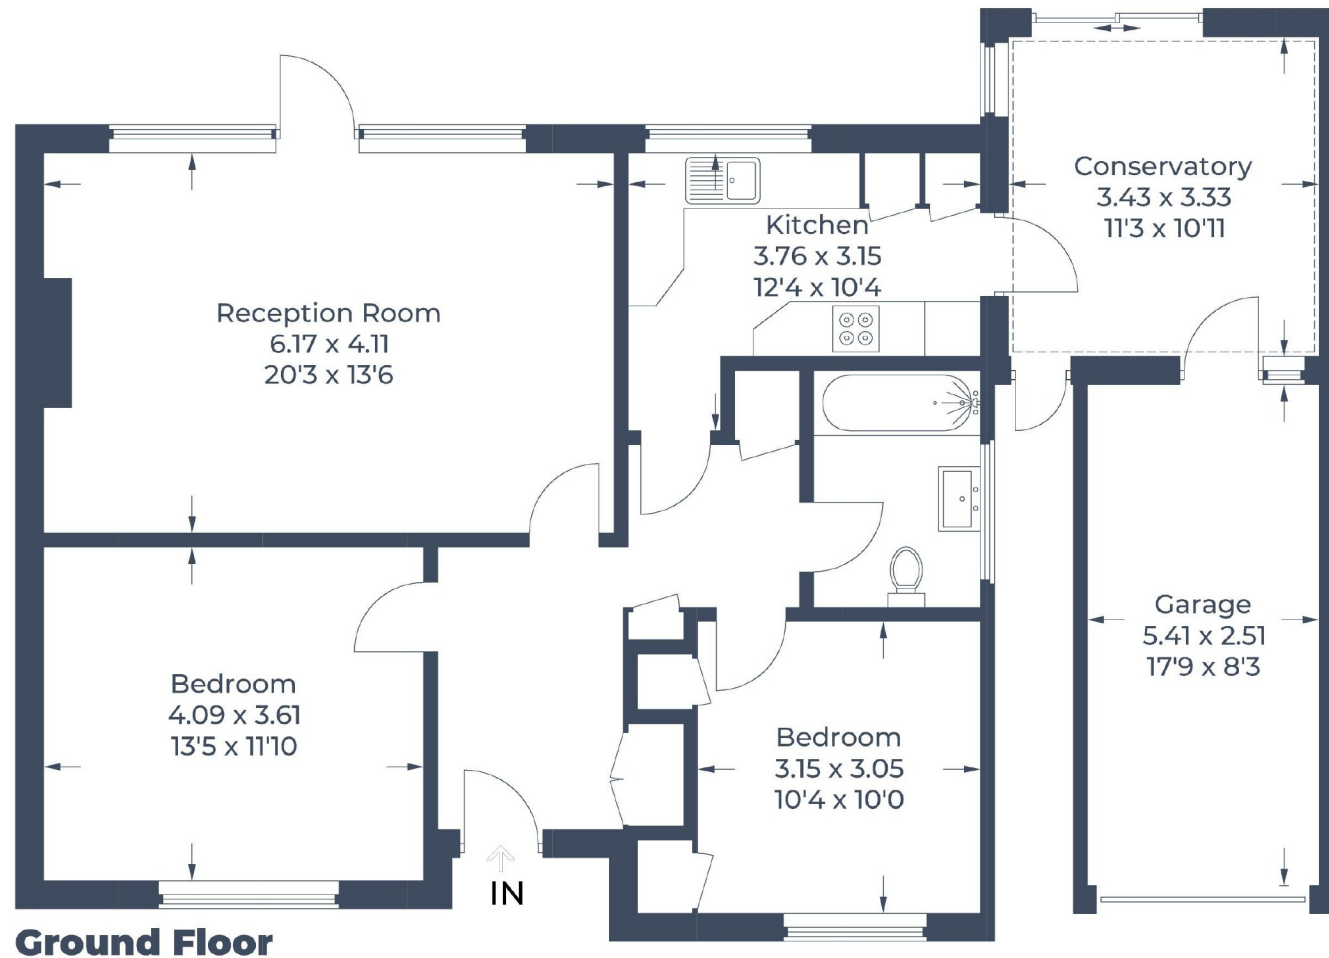 Conservatory
3.43 x 3.33
11'3 x 10'11
Kitchen
3.76 x 3.15
12'4 x 10'4
Reception Room
6.17 x 4.11
20'3 x 13'6
Garage
5.41 x 2.51
17'9 x 8'3
Bedroom
4.09 x 3.61
13'5 x 11'10
Bedroom
3.15 x 3.05
10'4 x 10'0
IN
Ground Floor